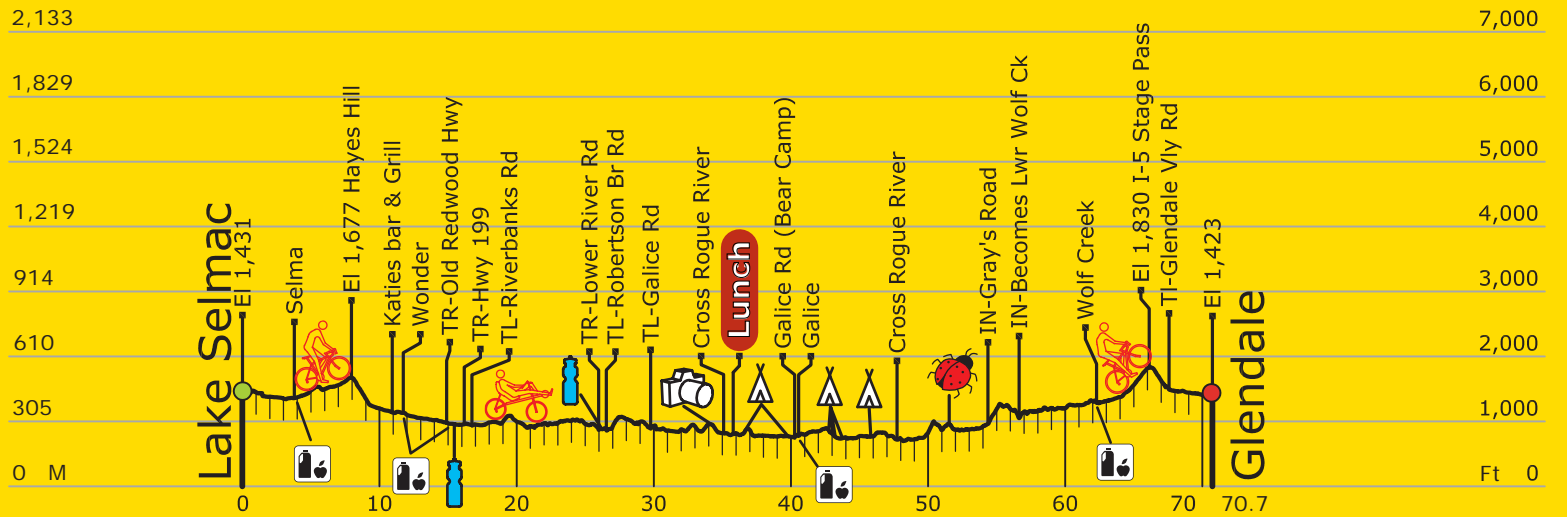 2,133
7,000
1,829
6,000
1,524
5,000
1,219
4,000
914
3,000
610
2,000
305
1,000
0 M
Ft 0
Lake Selmac
El 1,431
Selma
El 1,677 Hayes Hill
Katies bar & Grill
Wonder
TR-Old Redwood Hwy
TR-Hwy 199
TL-Riverbanks Rd
TR-Lower River Rd
TL-Robertson Br Rd
TL-Galice Rd
Cross Rogue River
Lunch
Galice Rd (Bear Camp)
Galice
Cross Rogue River
IN-Gray's Road
IN-Becomes Lwr Wolf Ck
Wolf Creek
El 1,830 I-5 Stage Pass
Tl-Glendale Vly Rd
El 1,423
Glendale
0 10 20 30 40 50 60 70 70.7